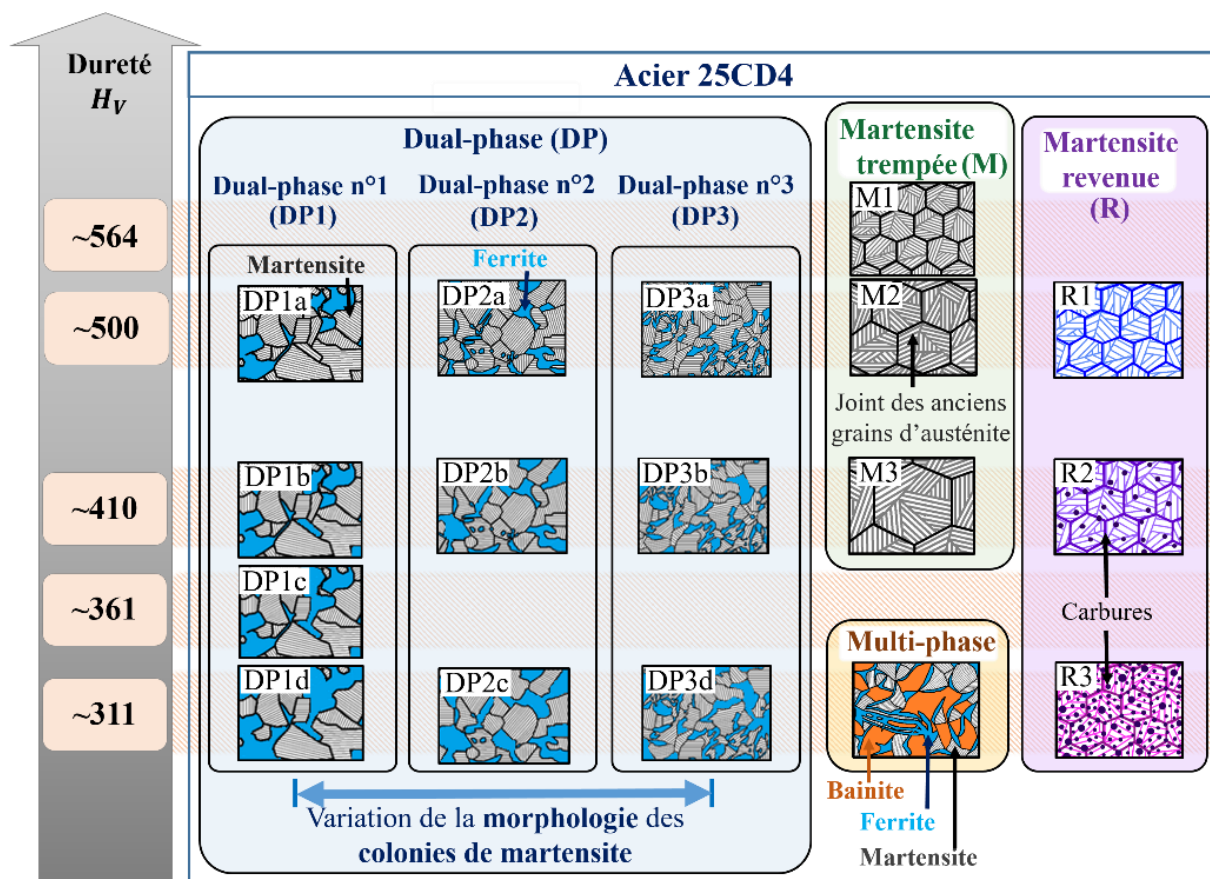 Dureté
H_V
Acier 25CD4
Dual-phase (DP)
Dual-phase n°1
(DP1)
Dual-phase n°2
(DP2)
Dual-phase n°3
(DP3)
Martensite
trempée (M)
Martensite
revenue
(R)
~564
~500
~410
~361
~311
Martensite
DP1a
DP1b
DP1c
DP1d
Ferrite
DP2a
DP2b
DP2c
DP3a
DP3b
DP3d
M1
M2
Joint des anciens
grains d’austénite
M3
Multi-phase
Bainite
Ferrite
Martensite
R1
R2
Carbures
R3
Variation de la morphologie des
colonies de martensite